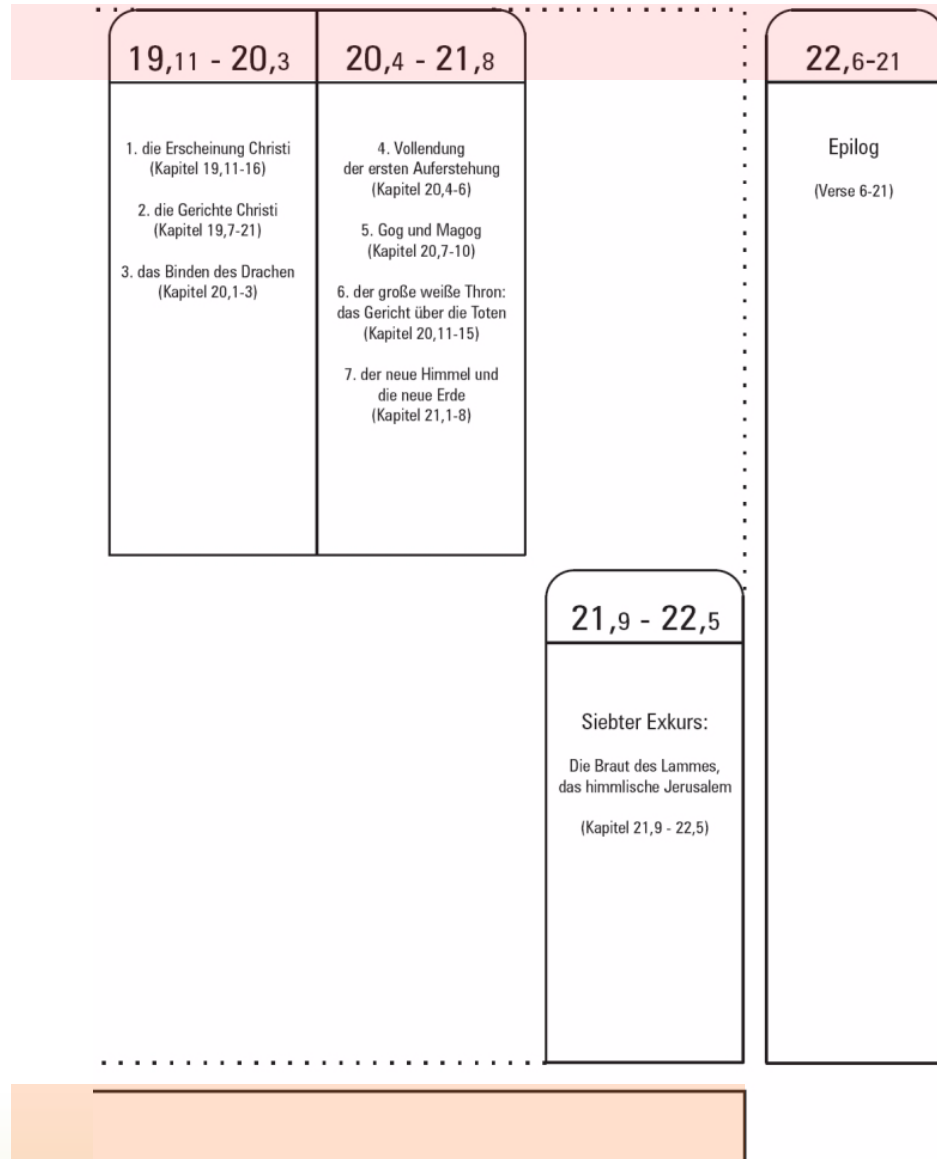 19,11 - 20,3
1. die Erscheinung Christi
(Kapitel 19,11-16)
2. die Gerichte Christi
(Kapitel 19,7-21)
3. das Binden des Drachen
(Kapitel 20,1-3)
20,4 - 21,8
4. Vollendung
der ersten Auferstehung
(Kapitel 20,4-6)
5. Gog und Magog
(Kapitel 20,7-10)
6. der große weiße Thron:
das Gericht über die Toten
(Kapitel 20,11-15)
7. der neue Himmel und
die neue Erde
(Kapitel 21,1-8)
21,9 - 22,5
Siebter Exkurs:
Die Braut des Lammes,
das himmlische Jerusalem
(Kapitel 21,9 - 22,5)
22,6-21
Epilog
(Verse 6-21)